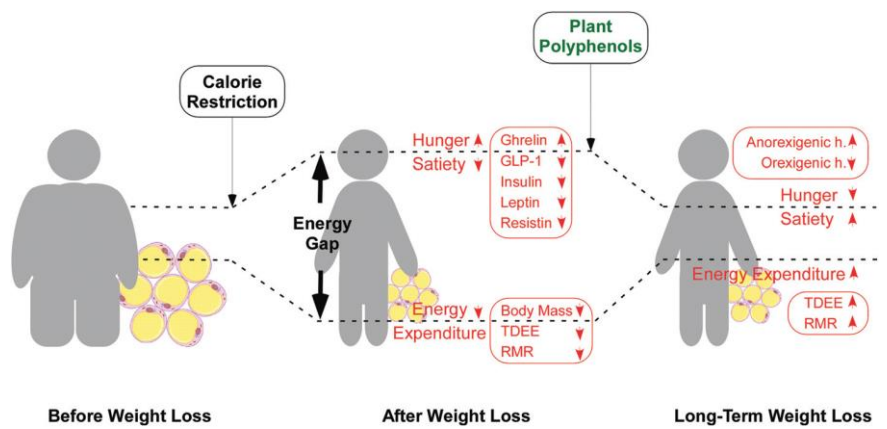 Plant
Polyphenols
Calorie
Restriction
Hunger
Satiety
Ghrelin
GLP-1
Insulin
Leptin
Resistin
Anorexigenic h.
Orexigenic h.
Hunger
Satiety
Energy
Gap
Energy Expenditure
Energy
Expenditure
Body Mass
TDEE
RMR
TDEE
RMR
Before Weight Loss
After Weight Loss
Long-Term Weight Loss